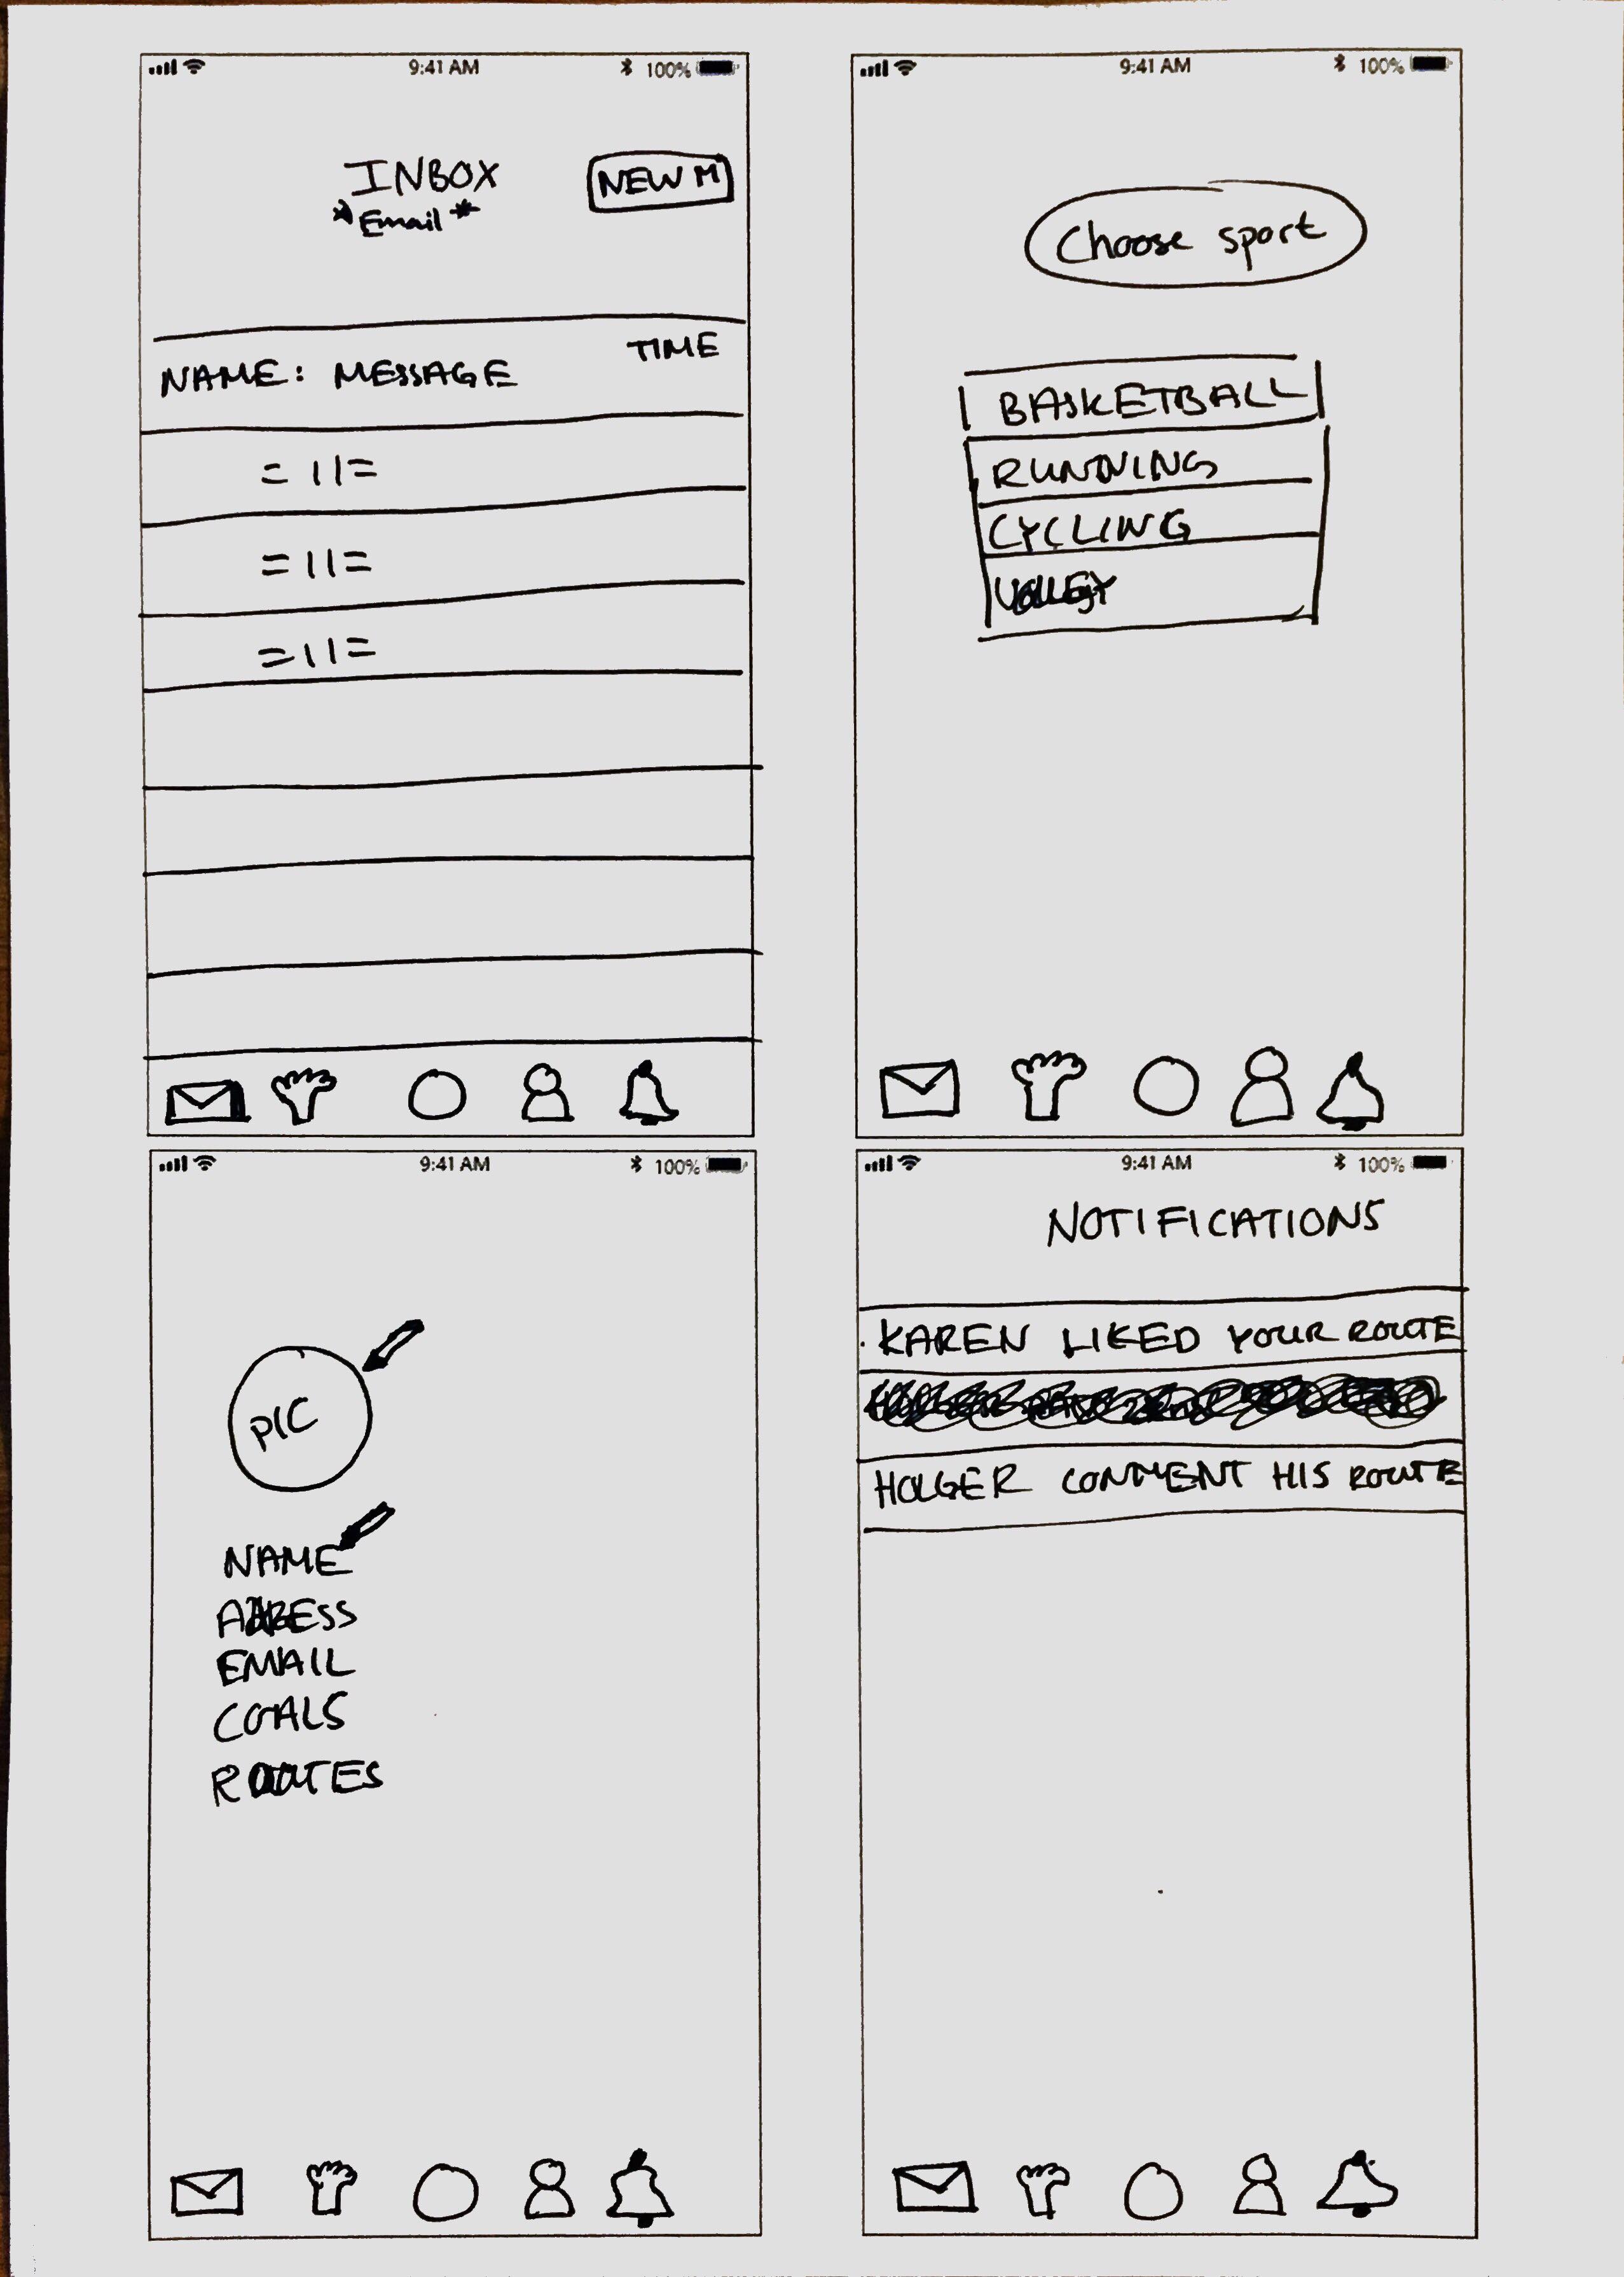 9:41 AM 100%
INBOX
*Email*
NEW M
TIME
NAME: MESSAGE
= 11 =
= 11 =
= 11 =
9:41 AM 100%
Choose sport
BASKETBALL
RUNNING
CYCLING
VOLLEY
9:41 AM 100%
PIC
NAME
ADRESS
EMAIL
GOALS
ROUTES
9:41 AM 100%
NOTIFICATIONS
KAREN LIKED YOUR ROUTE
HOLGER COMMENT HIS ROUTE